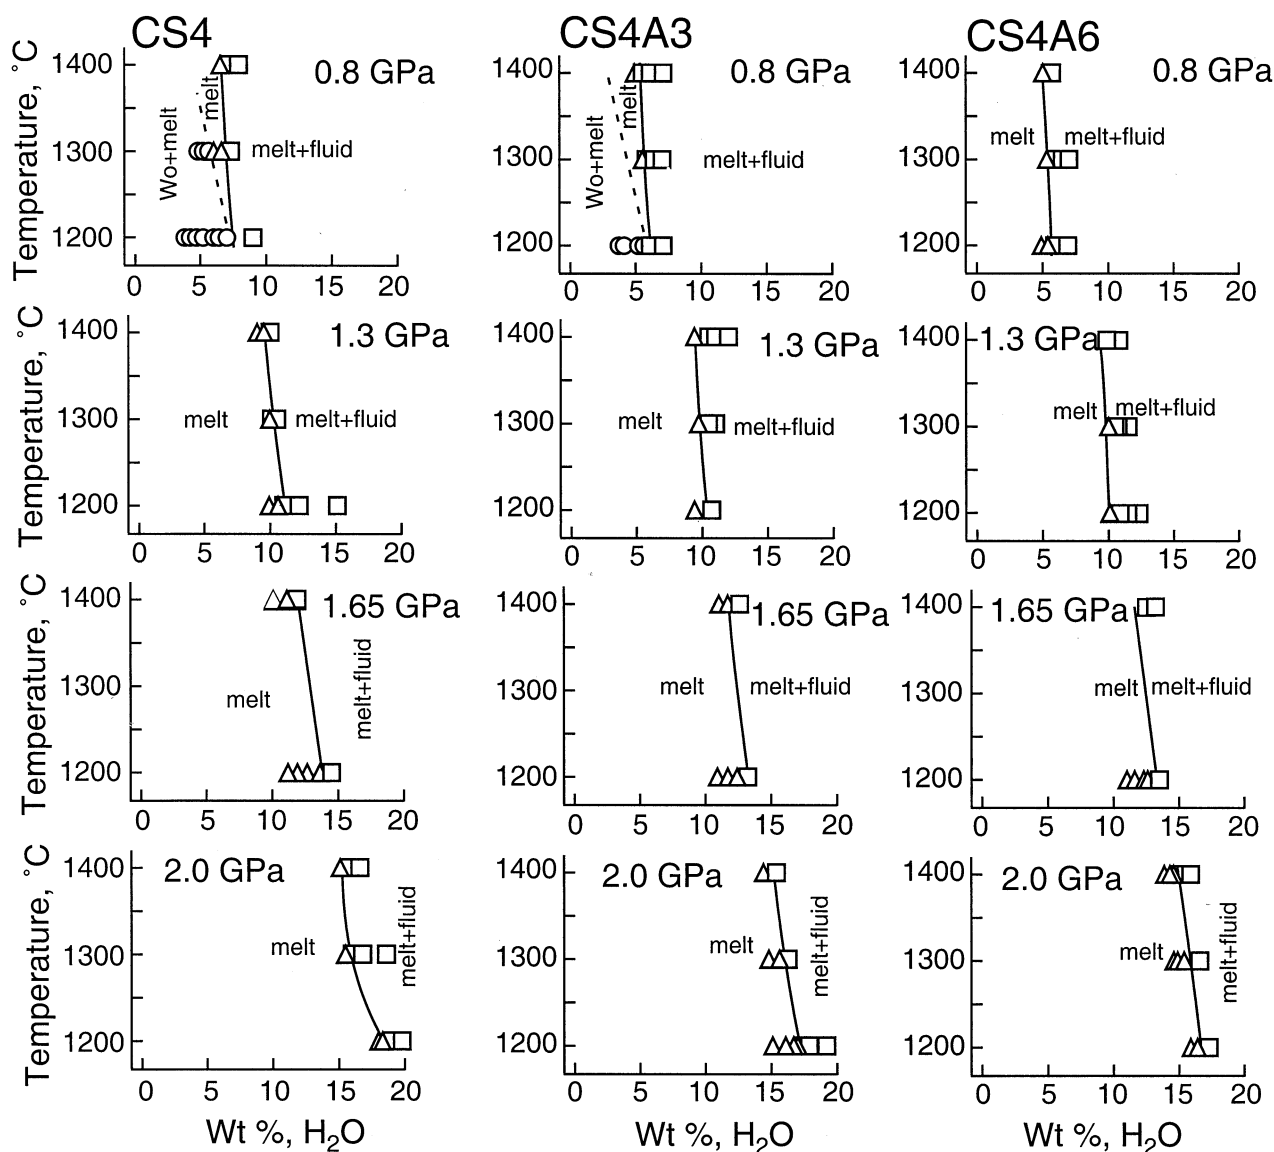 CS4
CS4A3
CS4A6
Temperature, °C
1400
1300
1200
0.8 GPa
Wo+melt
melt
melt+fluid
0 5 10 15 20
1400
1300
1200
0.8 GPa
Wo+melt
melt
melt+fluid
0 5 10 15 20
1400
1300
1200
0.8 GPa
melt
melt+fluid
0 5 10 15 20
Temperature, °C
1400
1300
1200
1.3 GPa
melt
melt+fluid
0 5 10 15 20
1400
1300
1200
1.3 GPa
melt
melt+fluid
0 5 10 15 20
1400
1300
1200
1.3 GPa
melt
melt+fluid
0 5 10 15 20
Temperature, °C
1400
1300
1200
1.65 GPa
melt
melt+fluid
0 5 10 15 20
1400
1300
1200
1.65 GPa
melt
melt+fluid
0 5 10 15 20
1400
1300
1200
1.65 GPa
melt
melt+fluid
0 5 10 15 20
Temperature, °C
1400
1300
1200
2.0 GPa
melt
melt+fluid
0 5 10 15 20
Wt %, H₂O
1400
1300
1200
2.0 GPa
melt
melt+fluid
0 5 10 15 20
Wt %, H₂O
1400
1300
1200
2.0 GPa
melt
melt+fluid
0 5 10 15 20
Wt %, H₂O